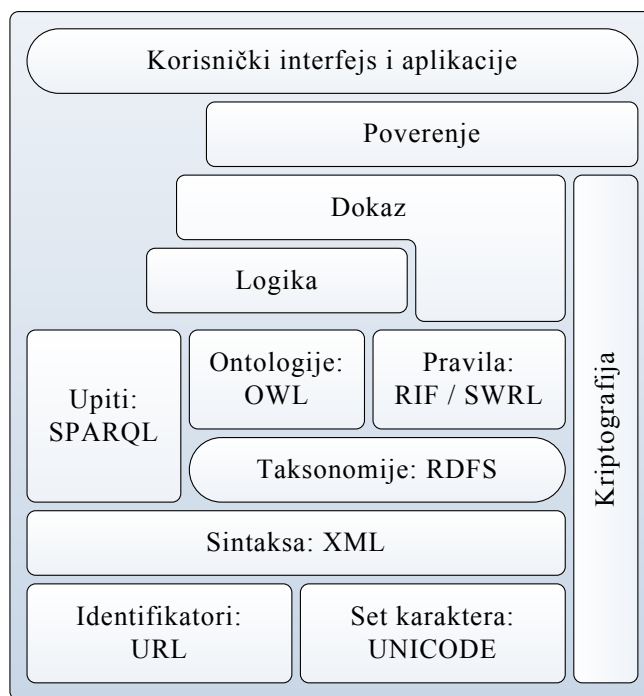 Korisnički interfejs i aplikacije
Poverenje
Dokaz
Logika
Upiti:
SPARQL
Ontologije:
OWL
Pravila:
RIF / SWRL
Taksonomije: RDFS
Kriptografija
Sintaksa: XML
Identifikatori:
URL
Set karaktera:
UNICODE